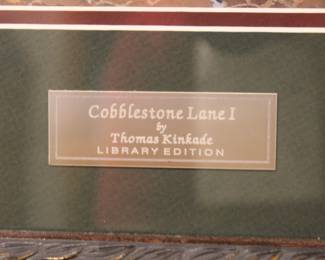 Cobblestone Lane I
by
Thomas Kinkade
LIBRARY EDITION